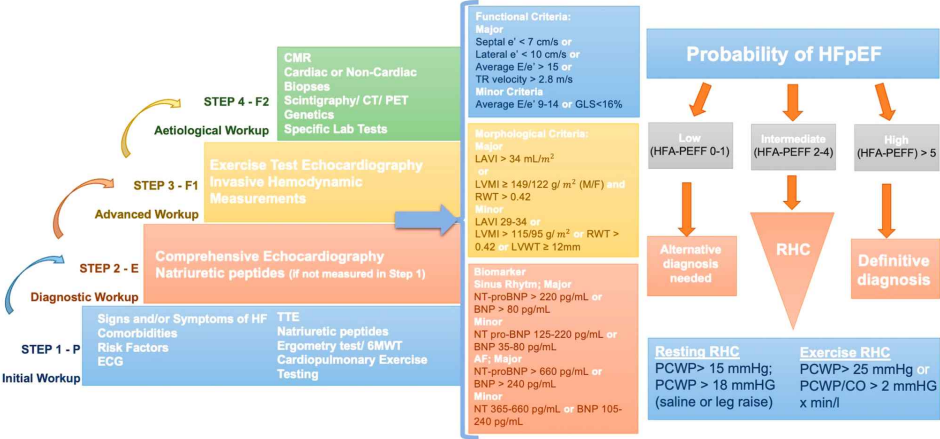 STEP 4 - F2
Aetiological Workup
CMR
Cardiac or Non-Cardiac
Biopses
Scintigraphy/ CT/ PET
Genetics
Specific Lab Tests
STEP 3 - F1
Advanced Workup
Exercise Test Echocardiography
Invasive Hemodynamic
Measurements
STEP 2 - E
Diagnostic Workup
Comprehensive Echocardiography
Natriuretic peptides (if not measured in Step 1)
STEP 1 - P
Initial Workup
Signs and/or Symptoms of HF
Comorbidities
Risk Factors
ECG
TTE
Natriuretic peptides
Ergometry test/ 6MWT
Cardiopulmonary Exercise
Testing
Functional Criteria:
Major
Septal e' < 7 cm/s or
Lateral e' < 10 cm/s or
Average E/e' > 15 or
TR velocity > 2.8 m/s
Minor Criteria
Average E/e' 9-14 or GLS<16%
Morphological Criteria:
Major
LAVI > 34 mL/m²
or
LVMI ≥ 149/122 g/ m² (M/F) and
RWT > 0.42
Minor
LAVI 29-34 or
LVMI > 115/95 g/ m² or RWT >
0.42 or LVWT ≥ 12mm
Biomarker
Sinus Rhytm; Major
NT-proBNP > 220 pg/mL or
BNP > 80 pg/mL
Minor
NT pro-BNP 125-220 pg/mL or
BNP 35-80 pg/mL
AF; Major
NT-proBNP > 660 pg/mL or
BNP > 240 pg/mL
Minor
NT 365-660 pg/mL or BNP 105-
240 pg/mL
Probability of HFpEF
Low
(HFA-PEFF 0-1)
Intermediate
(HFA-PEFF 2-4)
High
(HFA-PEFF) > 5
Alternative
diagnosis
needed
RHC
Definitive
diagnosis
Resting RHC
PCWP> 15 mmHg;
PCWP > 18 mmHG
(saline or leg raise)
Exercise RHC
PCWP> 25 mmHg or
PCWP/CO > 2 mmHG
x min/l